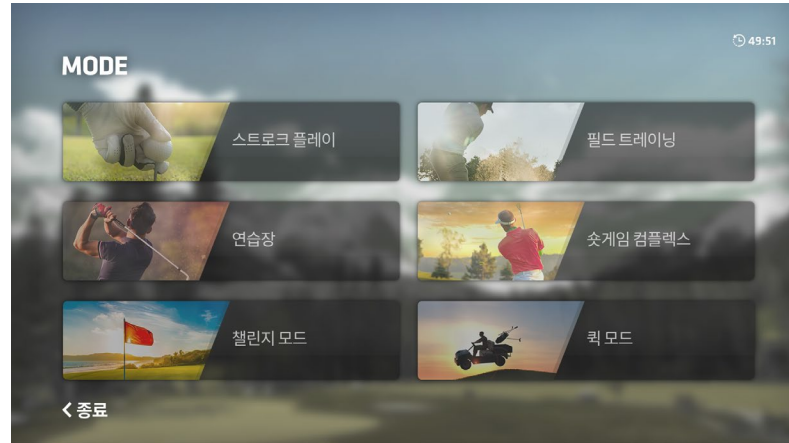 49:51
MODE
스트로크 플레이
필드 트레이닝
연습장
숏게임 컴플렉스
챌린지 모드
퀵 모드
종료